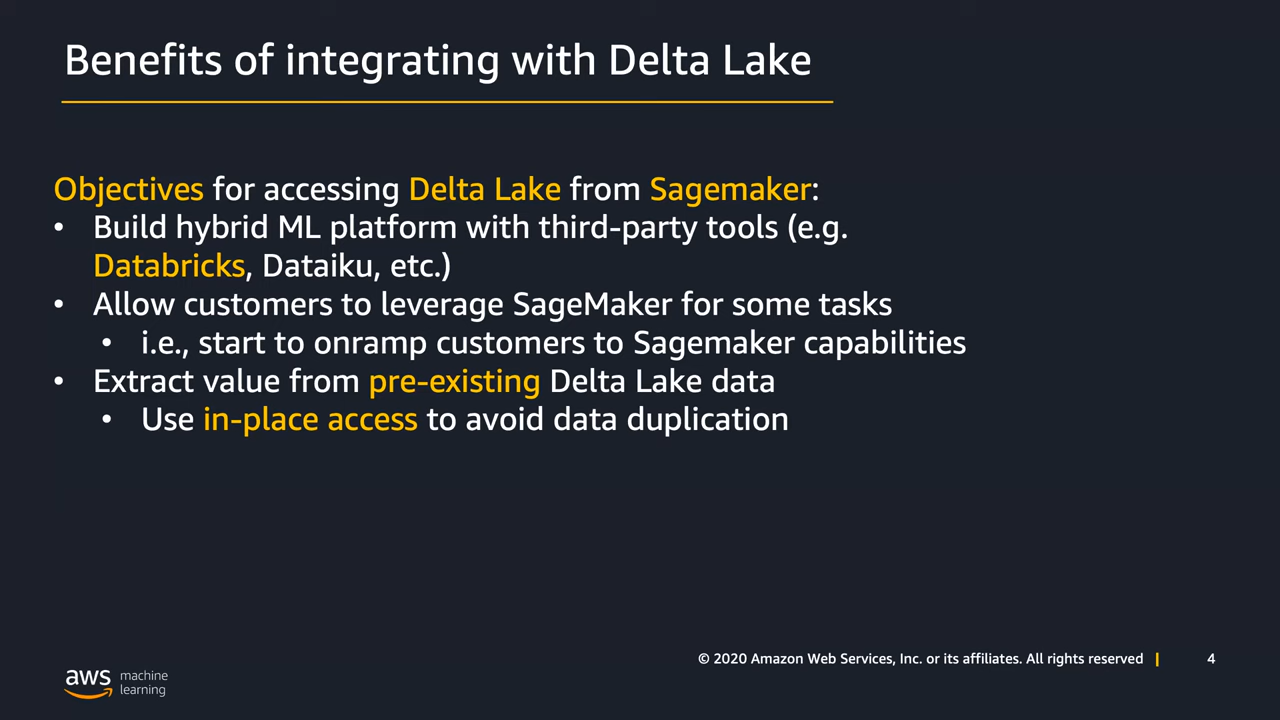 Benefits of integrating with Delta Lake
Objectives for accessing Delta Lake from Sagemaker:
• Build hybrid ML platform with third-party tools (e.g.
Databricks, Dataiku, etc.)
• Allow customers to leverage SageMaker for some tasks
• i.e., start to onramp customers to Sagemaker capabilities
• Extract value from pre-existing Delta Lake data
• Use in-place access to avoid data duplication
© 2020 Amazon Web Services, Inc. or its affiliates. All rights reserved | 4
aws machine
learning